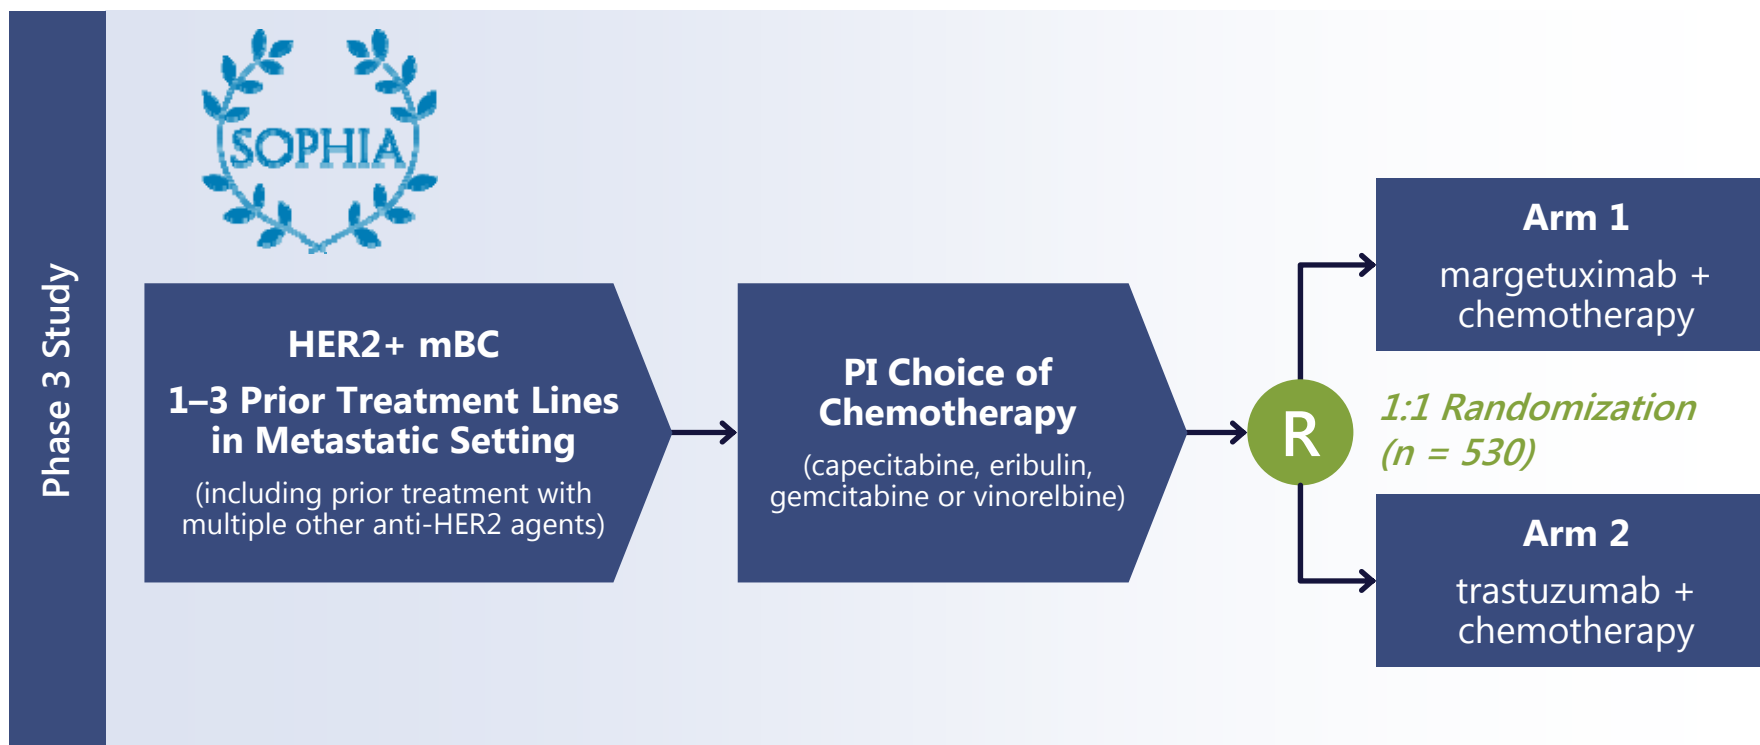 Phase 3 Study
SOPHIA
HER2+ mBC
1–3 Prior Treatment Lines
in Metastatic Setting
(including prior treatment with
multiple other anti-HER2 agents)
PI Choice of
Chemotherapy
(capecitabine, eribulin,
gemcitabine or vinorelbine)
R
1:1 Randomization
(n = 530)
Arm 1
margetuximab +
chemotherapy
Arm 2
trastuzumab +
chemotherapy